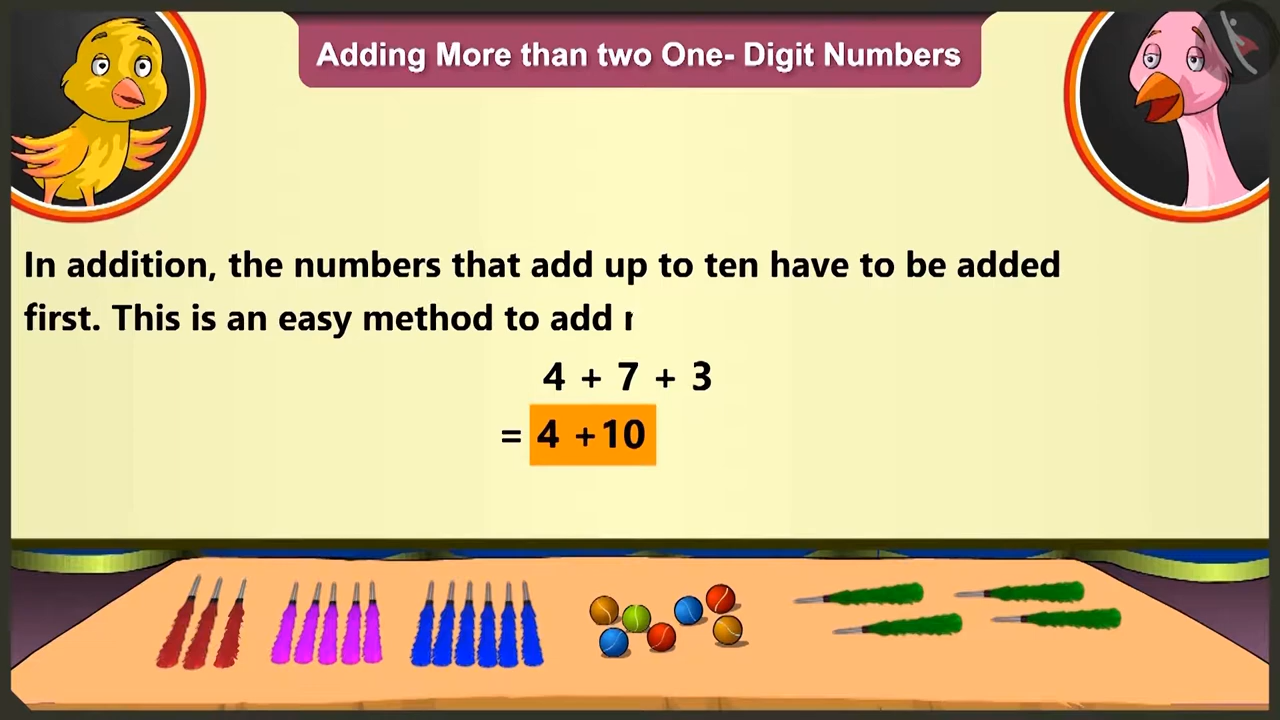 Adding More than two One- Digit Numbers
In addition, the numbers that add up to ten have to be added
first. This is an easy method to add
4 + 7 + 3
= 4 +10